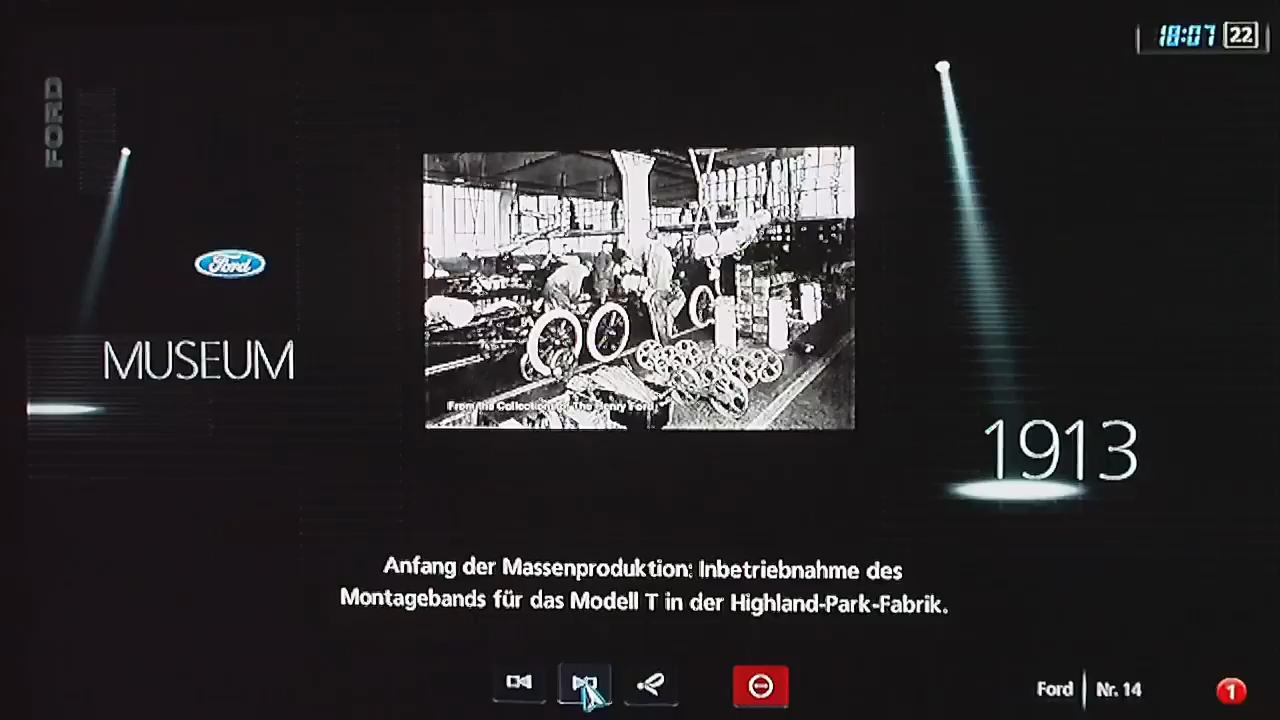 18:07 22
FORD
Ford
MUSEUM
From the Collections of The Henry Ford
1913
Anfang der Massenproduktion: Inbetriebnahme des
Montagebands für das Modell T in der Highland-Park-Fabrik.
Ford Nr. 14
1